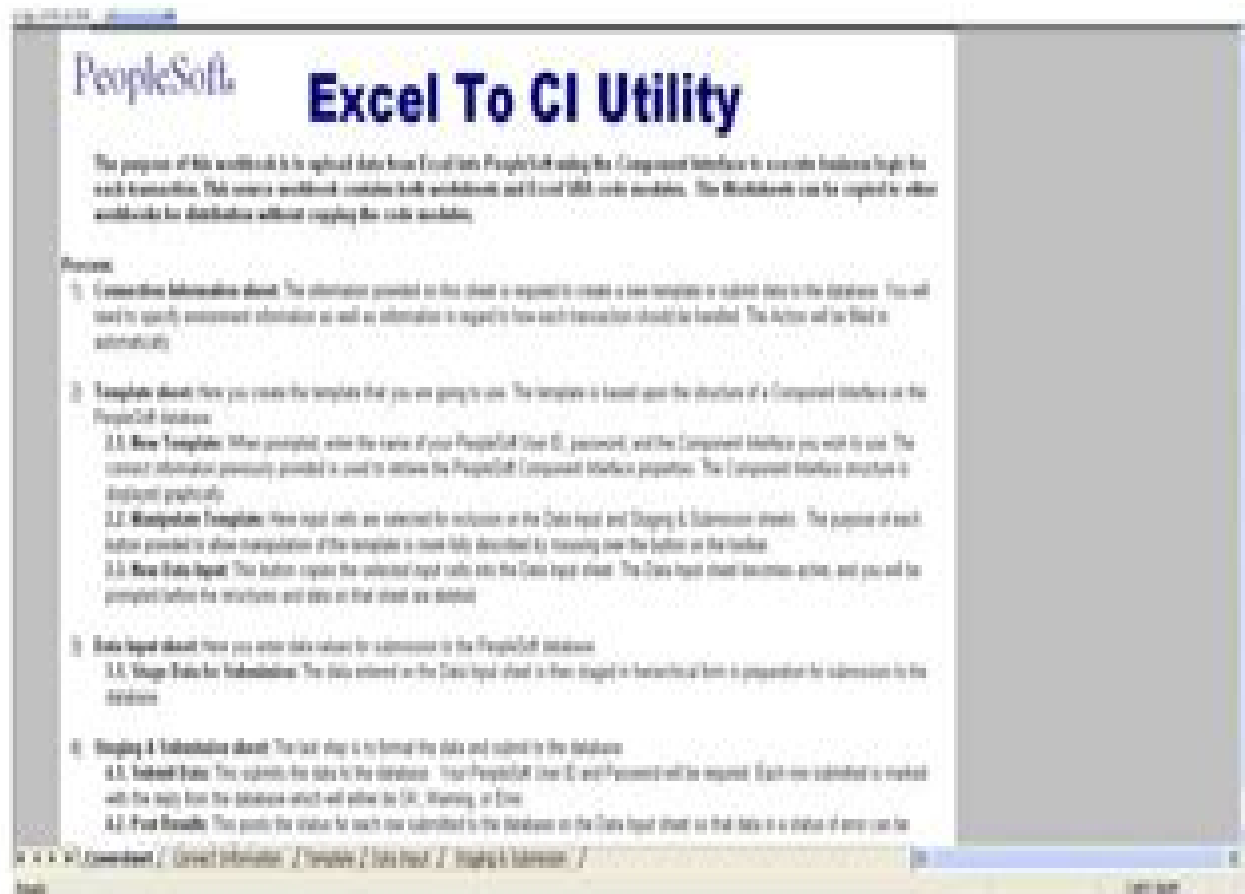 PeopleSoft.
Excel To CI Utility
The purpose of this workbook is to upload data from Excel into PeopleSoft using the Component Interface to execute business logic for
each transaction. This source workbook contains both worksheets and Excel VBA code modules. The Worksheets can be copied to other
workbooks for distribution without copying the code modules.
Process:
1) Connection Information sheet: The information provided on this sheet is required to create a new template or submit data to the database. You will
need to specify environment information as well as information in regard to how each transaction should be handled. The Action will be filled in
automatically.
2) Template sheet: Here you create the template that you are going to use. The template is based upon the structure of a Component Interface on the
PeopleSoft database.
2.1. New Template: When prompted, enter the name of your PeopleSoft User ID, password, and the Component Interface you wish to use. The
connect information previously provided is used to retrieve the PeopleSoft Component Interface properties. The Component Interface structure is
displayed graphically.
2.2. Manipulate Template: Here input cells are selected for inclusion on the Data Input and Staging & Submission sheets. The purpose of each
button provided to allow manipulation of the template is more fully described by mousing over the button on the toolbar.
2.3. New Data Input: This button copies the selected input cells into the Data Input sheet. The Data Input sheet becomes active, and you will be
prompted before the structures and data on that sheet are deleted.
3) Data Input sheet: Here you enter data values for submission to the PeopleSoft database.
3.1. Stage Data for Submission: The data entered on the Data Input sheet is then staged in hierarchical form in preparation for submission to the
database.
4) Staging & Submission sheet: The last step is to format the data and submit to the database.
4.1. Submit Data: This submits the data to the database. Your PeopleSoft User ID and Password will be required. Each row submitted is marked
with the reply from the database which will either be OK, Warning, or Error.
4.2. Post Results: This posts the status for each row submitted to the database on the Data Input sheet so that data in a status of error can be
Coversheet / Connect Information / Template / Data Input / Staging & Submission /
Ready